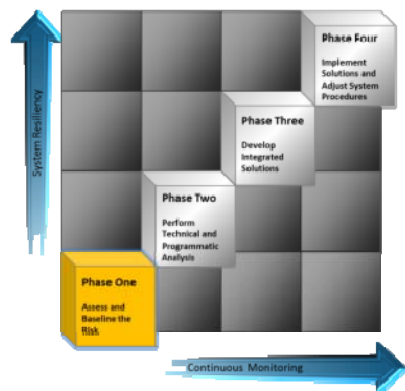 Phase Four
Implement
Solutions and
Adjust System
Procedures
Phase Three
Develop
Integrated
Solutions
Phase Two
Perform
Technical and
Programmatic
Analysis
Phase One
Assess and
Baseline the
Risk
System Resiliency
Continuous Monitoring